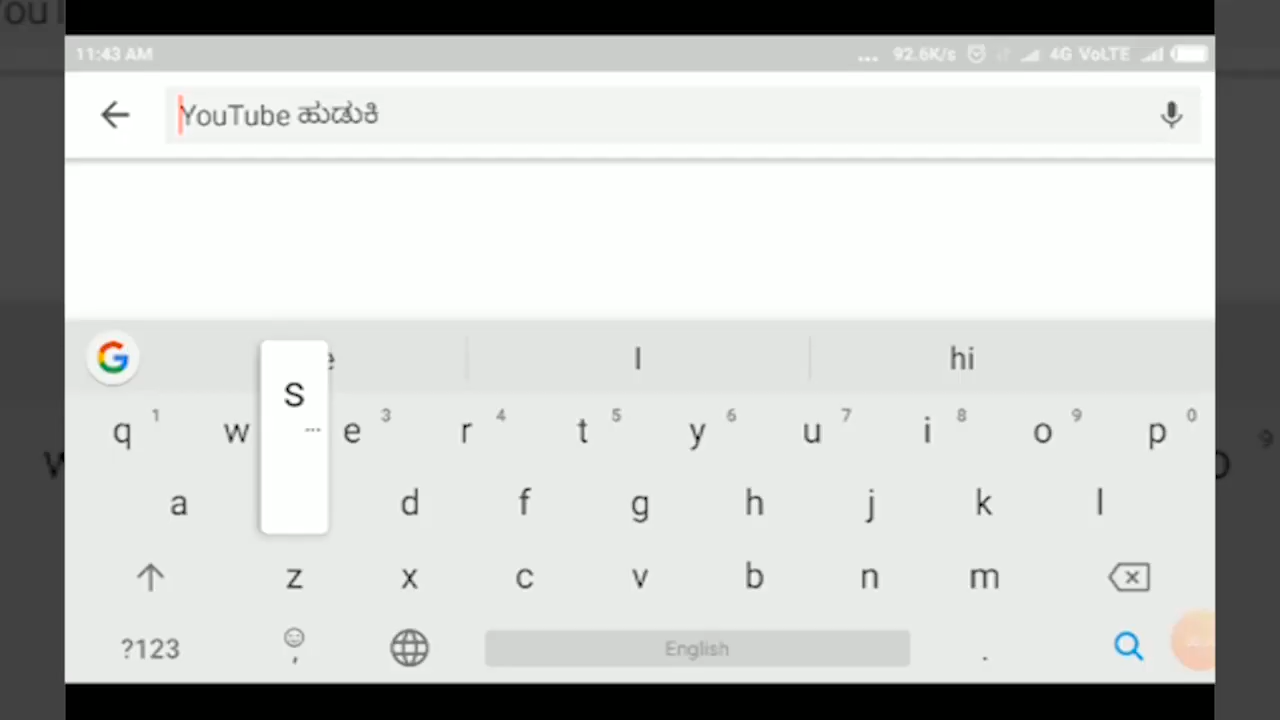 11:43 AM ... 92.6K/s 4G VoLTE
YouTube ಹುಡುಕಿ
I hi
S
q 1 w e 3 r 4 t 5 y 6 u 7 i 8 o 9 p 0
a d f g h j k l
z x c v b n m
?123 , English .